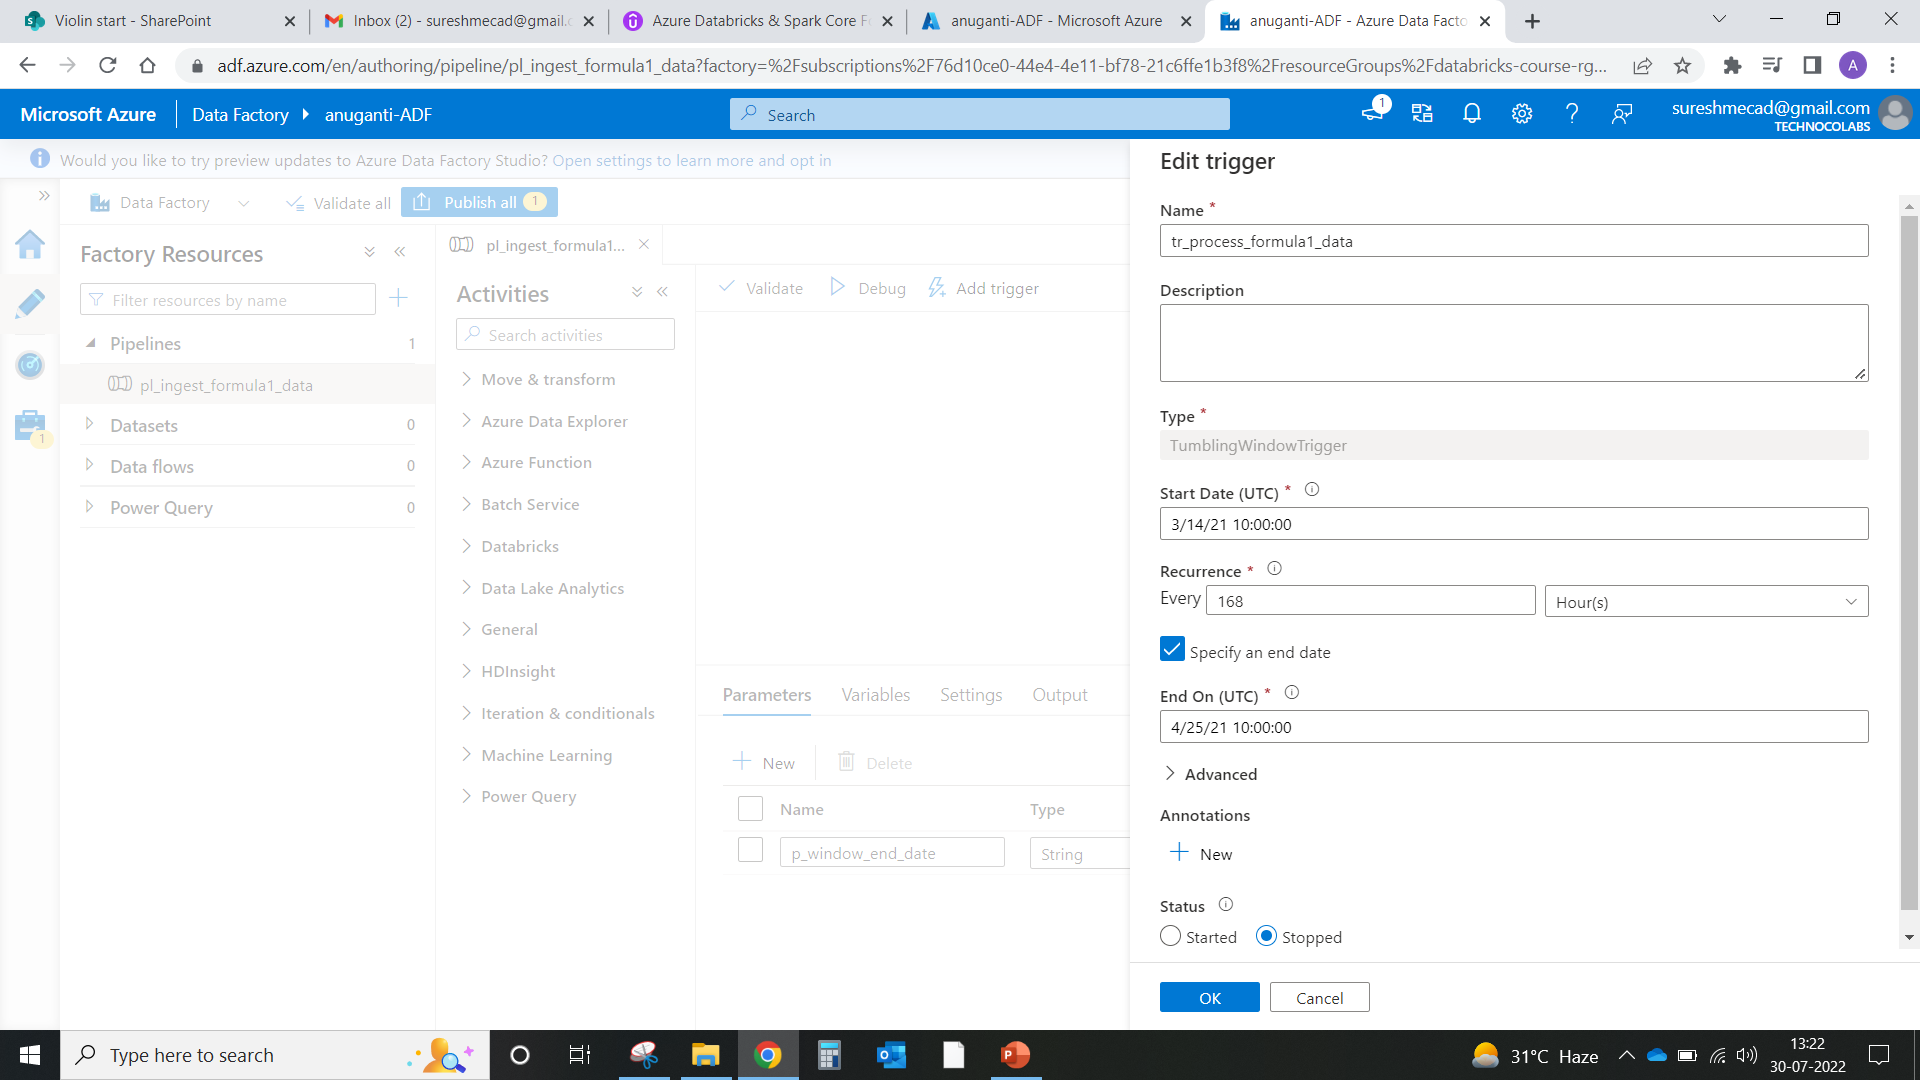 Violin start - SharePoint
Inbox (2) - sureshmecad@gmail.c
Azure Databricks & Spark Core Fo
anuganti-ADF - Microsoft Azure
anuganti-ADF - Azure Data Facto
adf.azure.com/en/authoring/pipeline/pl_ingest_formula1_data?factory=%2Fsubscriptions%2F76d10ce0-44e4-4e11-bf78-21c6ffe1b3f8%2FresourceGroups%2Fdatabricks-course-rg...
A
Microsoft Azure
Data Factory
anuganti-ADF
Search
1
sureshmecad@gmail.com
TECHNOCOLABS
Would you like to try preview updates to Azure Data Factory Studio? Open settings to learn more and opt in
Data Factory
Validate all
Publish all 1
Factory Resources
Filter resources by name
Pipelines 1
pl_ingest_formula1_data
Datasets 0
Data flows 0
Power Query 0
1
pl_ingest_formula1...
Activities
Search activities
Move & transform
Azure Data Explorer
Azure Function
Batch Service
Databricks
Data Lake Analytics
General
HDInsight
Iteration & conditionals
Machine Learning
Power Query
Validate
Debug
Add trigger
Parameters
Variables
Settings
Output
New
Delete
Name
Type
p_window_end_date
String
Edit trigger
Name *
tr_process_formula1_data
Description
Type *
TumblingWindowTrigger
Start Date (UTC) *
3/14/21 10:00:00
Recurrence *
Every 168 Hour(s)
Specify an end date
End On (UTC) *
4/25/21 10:00:00
Advanced
Annotations
New
Status
Started
Stopped
OK
Cancel
Type here to search
31°C Haze
13:22
30-07-2022